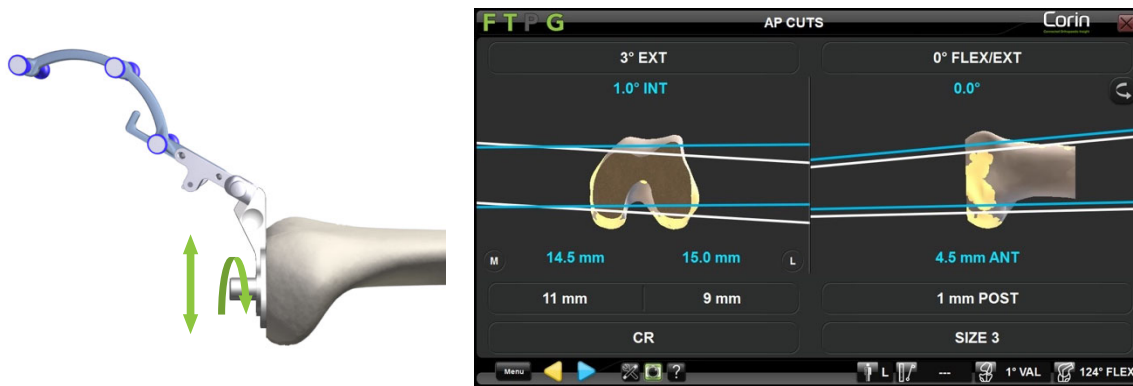 FTPG
AP CUTS
Corin
3° EXT
0° FLEX/EXT
1.0° INT
0.0°
M
14.5 mm
15.0 mm
L
4.5 mm ANT
11 mm
9 mm
1 mm POST
CR
SIZE 3
Menu
?
L
---
1° VAL
124° FLEX